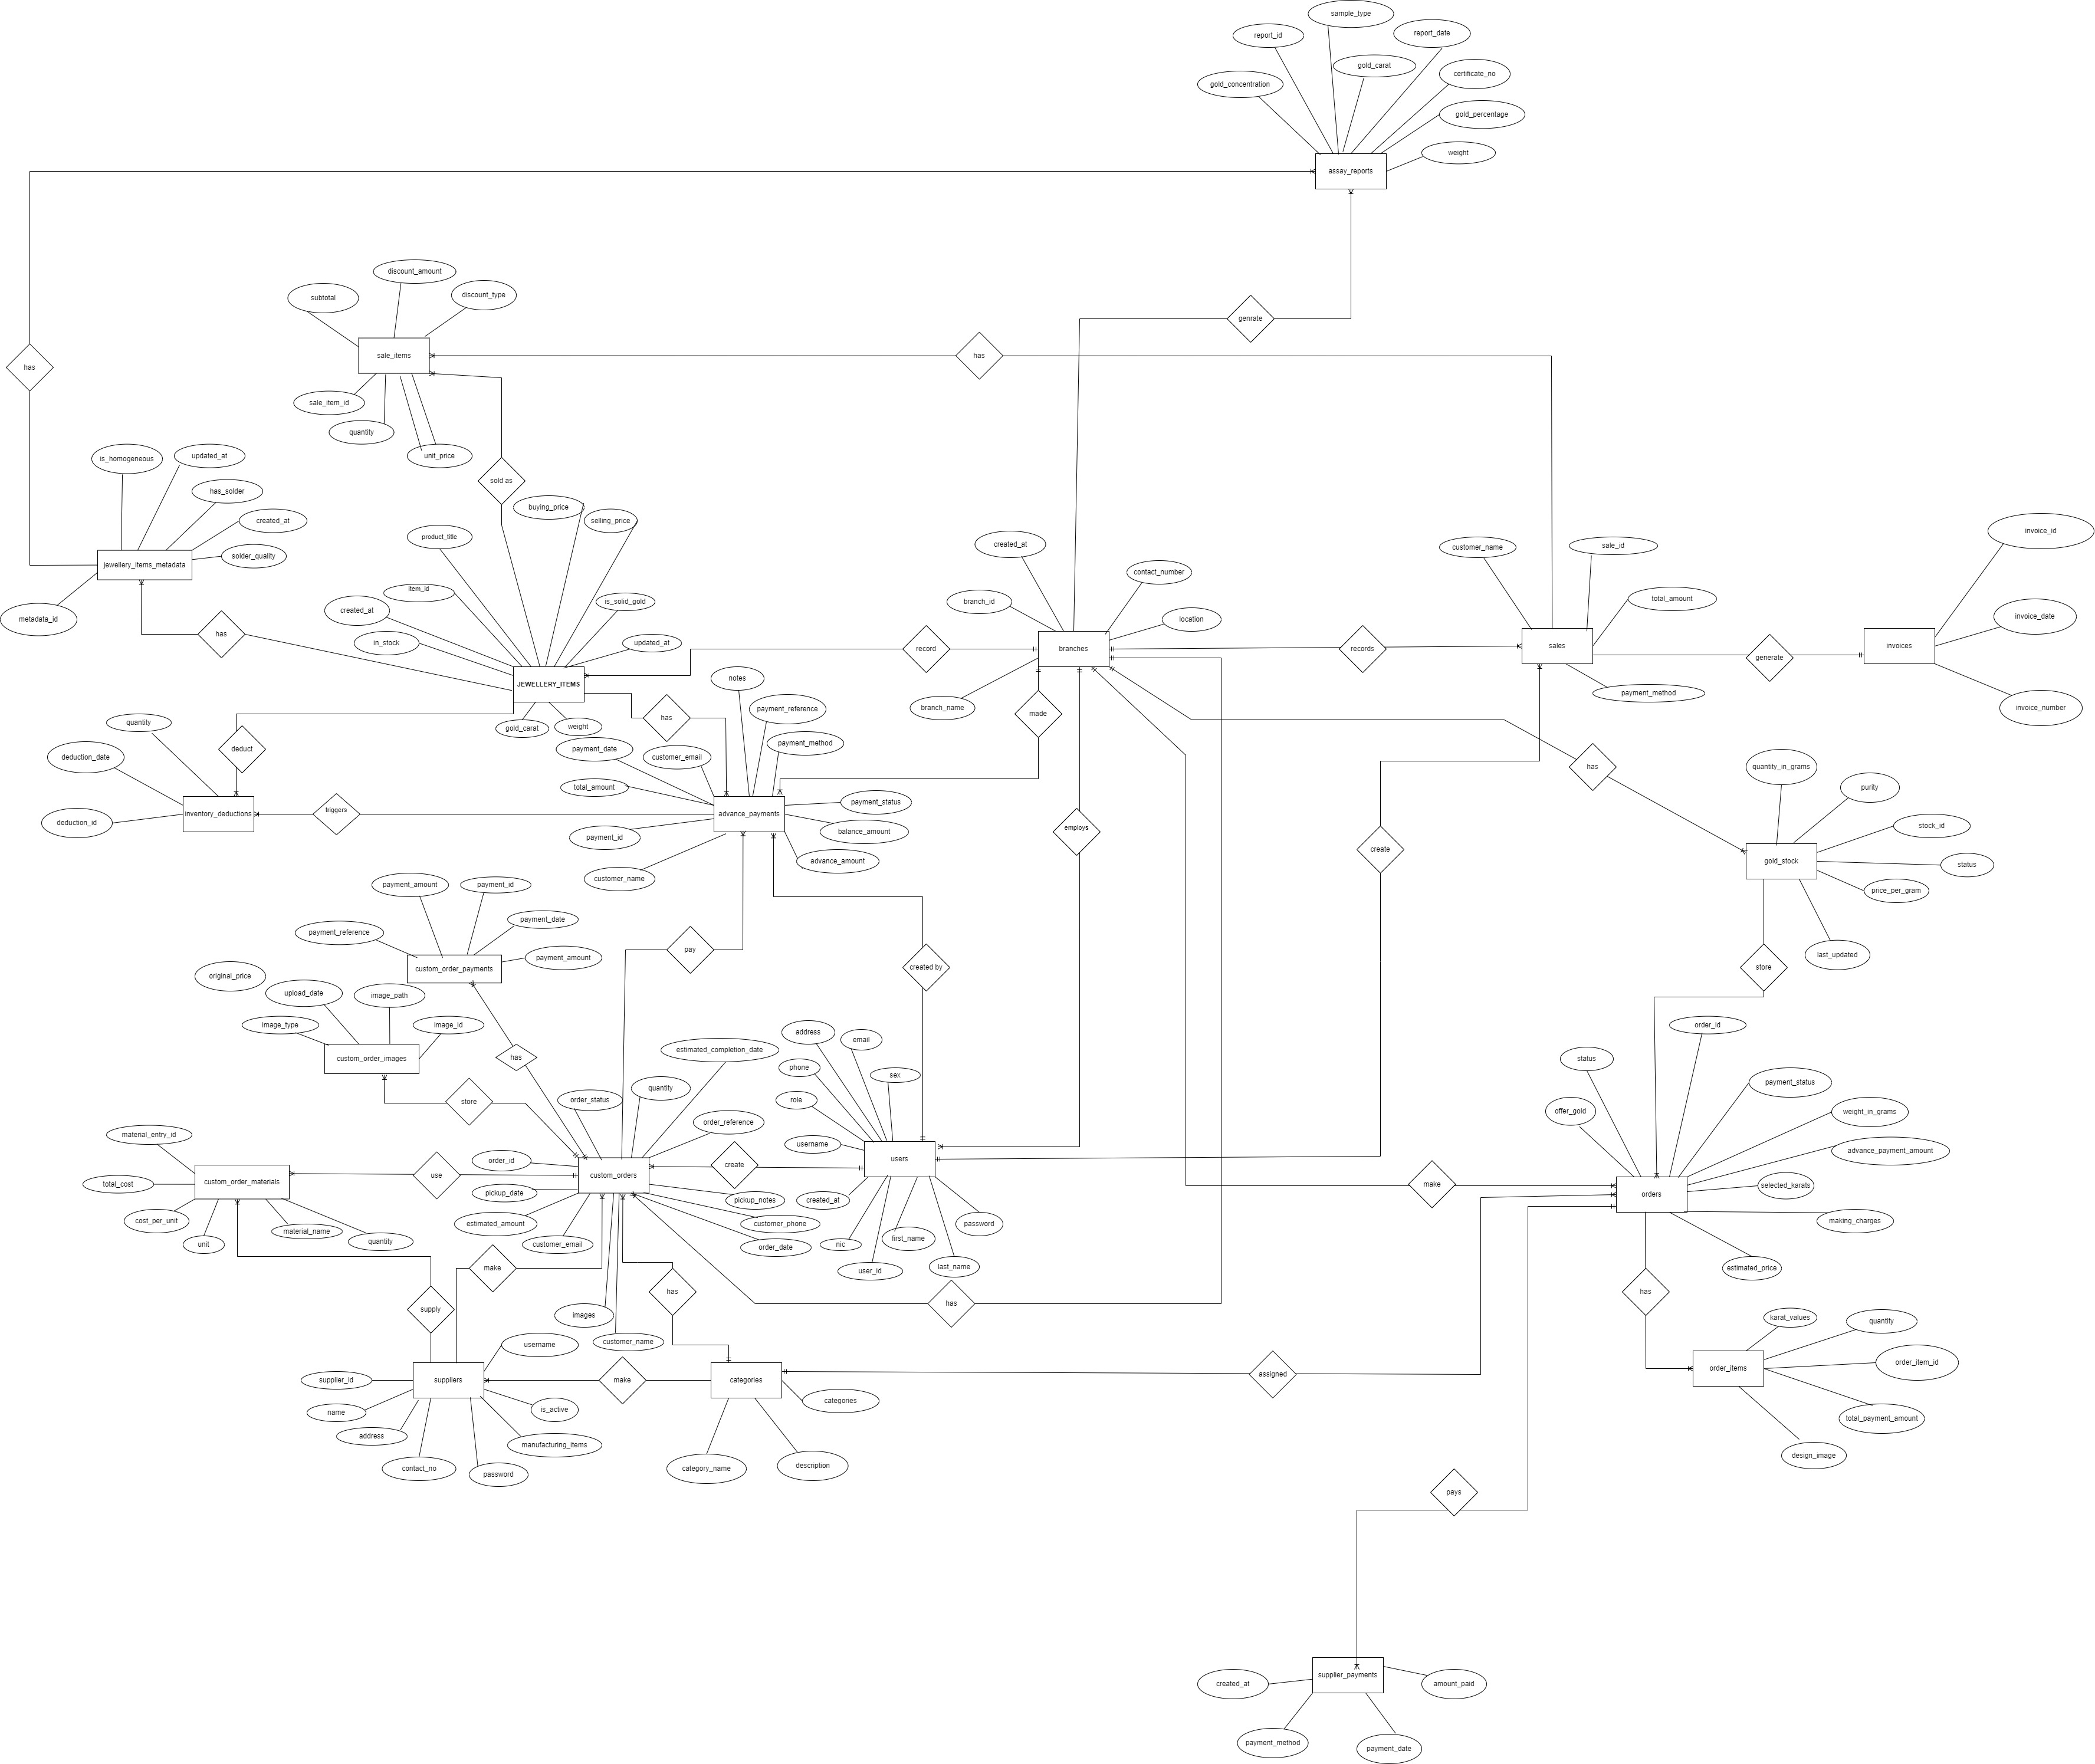 sample_type
report_id
report_date
gold_carat
certificate_no
gold_concentration
gold_percentage
weight
assay_reports
discount_amount
discount_type
subtotal
genrate
sale_items
has
has
sale_item_id
quantity
unit_price
is_homogeneous
updated_at
sold as
has_solder
buying_price
created_at
selling_price
product_title
solder_quality
jewellery_items_metadata
item_id
is_solid_gold
created_at
metadata_id
has
in_stock
updated_at
JEWELLERY_ITEMS
gold_carat
weight
created_at
contact_number
branch_id
location
record
branches
branch_name
records
customer_name
sale_id
total_amount
sales
payment_method
generate
invoices
invoice_id
invoice_date
invoice_number
notes
payment_reference
has
made
quantity
deduct
deduction_date
payment_date
customer_email
payment_method
total_amount
payment_status
deduction_id
inventory_deductions
triggers
advance_payments
payment_id
balance_amount
employs
advance_amount
customer_name
create
has
quantity_in_grams
purity
stock_id
gold_stock
status
price_per_gram
last_updated
store
payment_amount
payment_id
payment_date
payment_reference
pay
payment_amount
custom_order_payments
created by
original_price
upload_date
image_path
image_type
image_id
custom_order_images
has
store
estimated_completion_date
address
email
phone
sex
order_status
quantity
role
order_reference
username
material_entry_id
create
users
order_id
custom_orders
use
custom_order_materials
total_cost
pickup_date
pickup_notes
created_at
cost_per_unit
estimated_amount
customer_phone
password
unit
material_name
quantity
customer_email
order_date
nic
first_name
user_id
last_name
make
has
has
supply
images
customer_name
username
supplier_id
suppliers
make
categories
assigned
name
is_active
categories
address
manufacturing_items
contact_no
password
category_name
description
order_id
status
payment_status
offer_gold
weight_in_grams
advance_payment_amount
make
selected_karats
orders
making_charges
estimated_price
has
karat_values
quantity
order_items
order_item_id
total_payment_amount
design_image
pays
supplier_payments
created_at
amount_paid
payment_method
payment_date